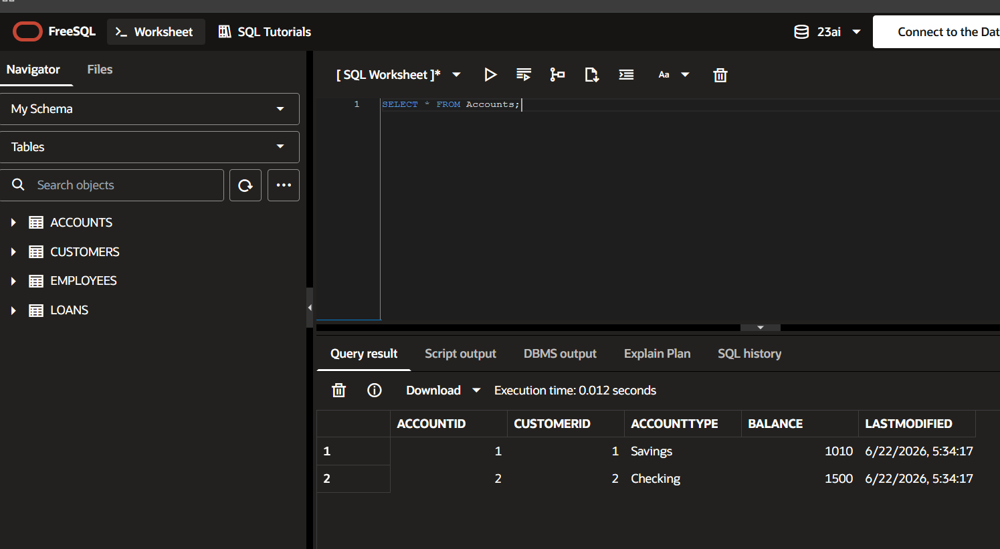 FreeSQL >_ Worksheet SQL Tutorials 23ai Connect to the Dat
Navigator Files
My Schema
Tables
Search objects
ACCOUNTS
CUSTOMERS
EMPLOYEES
LOANS
[ SQL Worksheet ]* Aa
1 SELECT * FROM Accounts;
Query result Script output DBMS output Explain Plan SQL history
Download Execution time: 0.012 seconds
ACCOUNTID CUSTOMERID ACCOUNTTYPE BALANCE LASTMODIFIED
1 1 1 Savings 1010 6/22/2026, 5:34:17
2 2 2 Checking 1500 6/22/2026, 5:34:17